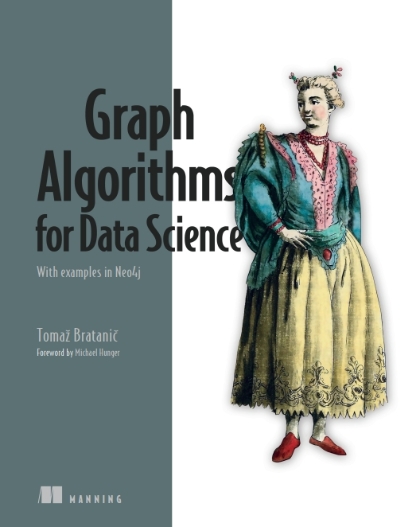 Graph
Algorithms
for Data Science
With examples in Neo4j
Tomaž Bratanič
Foreword by Michael Hunger
MANNING